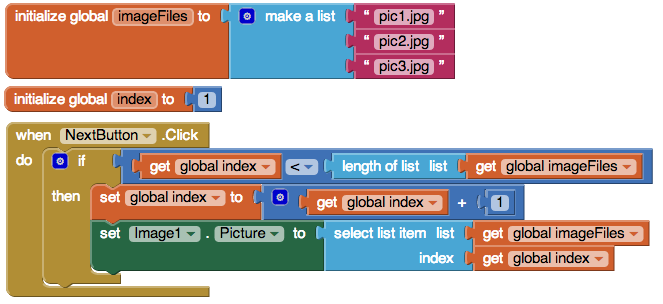 initialize global imageFiles to make a list " pic1.jpg "
" pic2.jpg "
" pic3.jpg "
initialize global index to 1
when NextButton .Click
do if get global index < length of list list get global imageFiles
then set global index to get global index + 1
set Image1 . Picture to select list item list get global imageFiles
index get global index